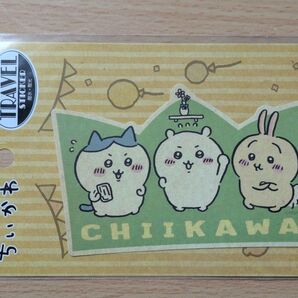 TRAVEL
STICKER
ちいかわ
CHIIKAWA